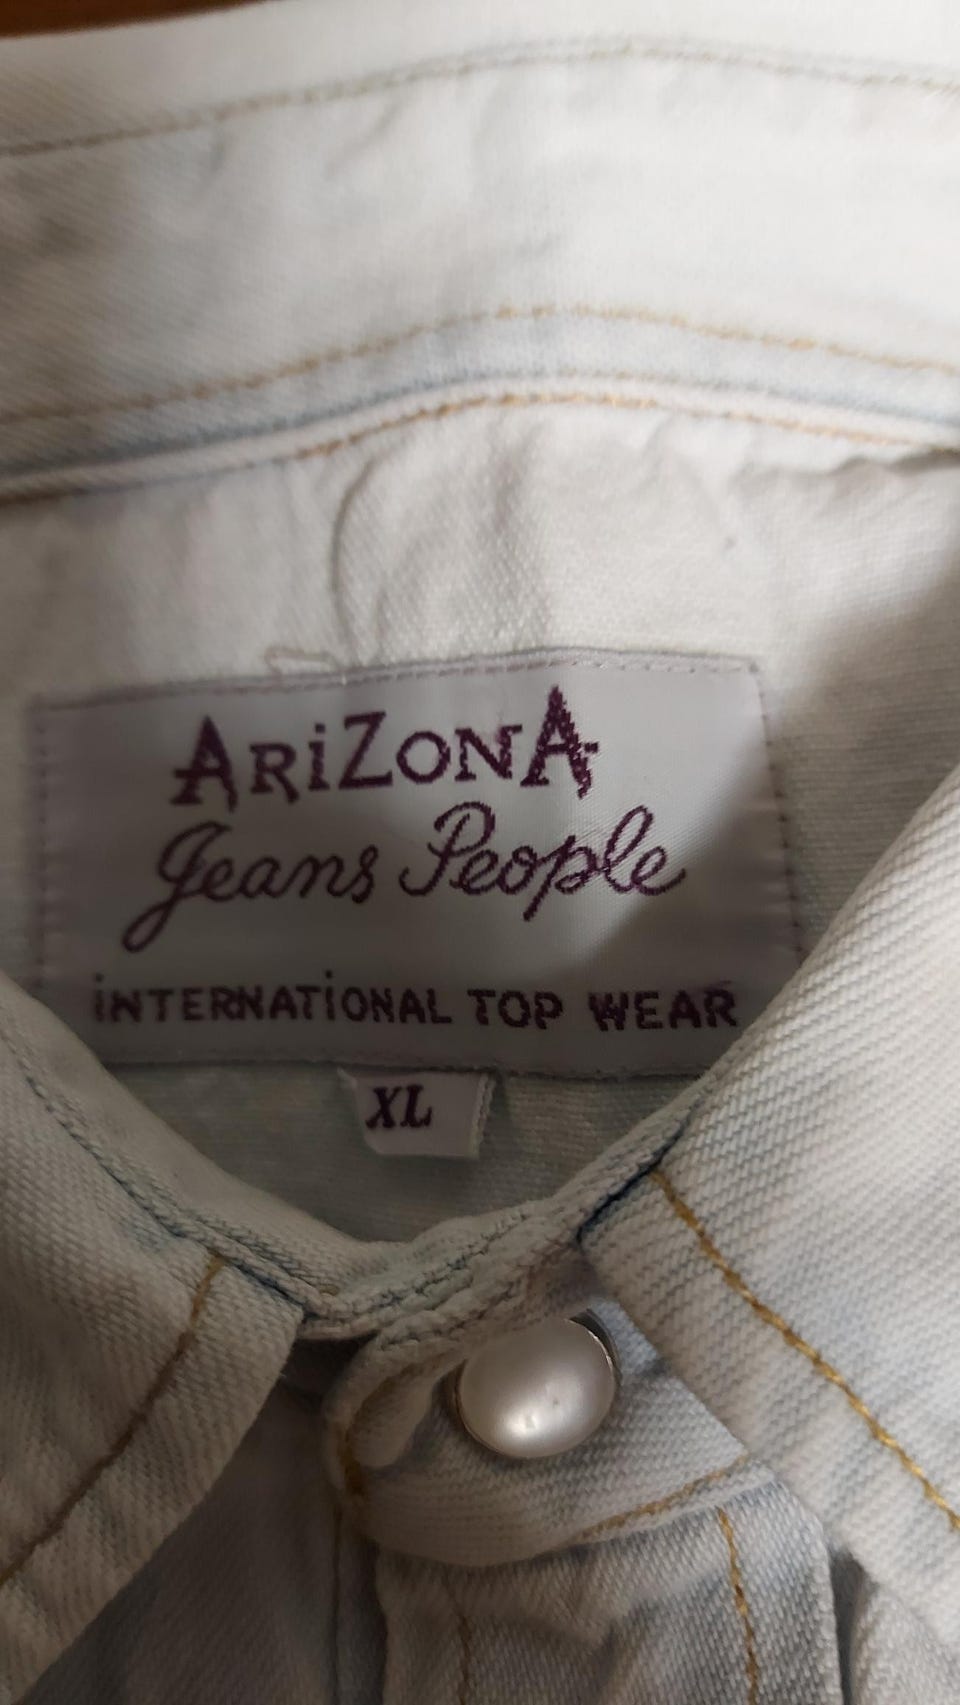 ARiZONA
Jeans People
iNTERNATiONAL TOP WEAR
XL